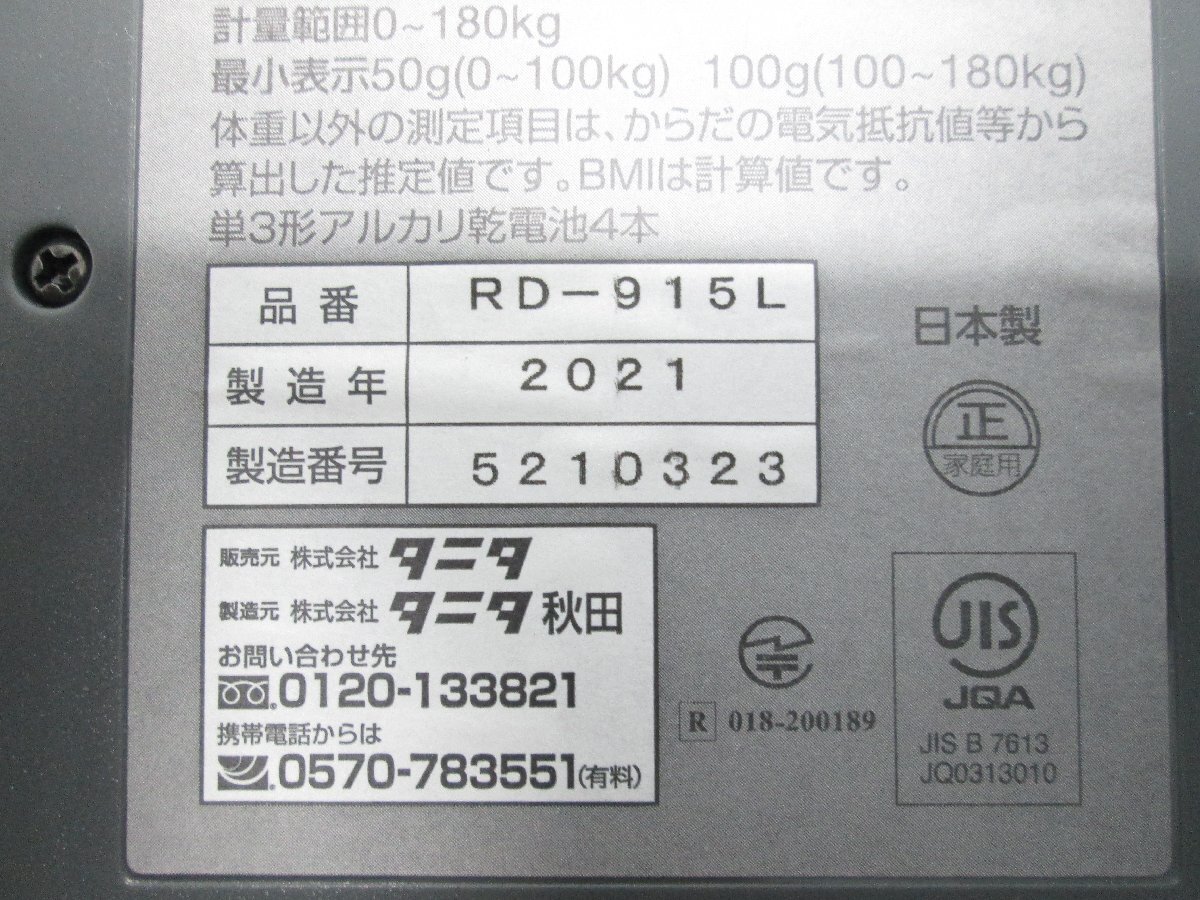 計量範囲0~180kg
最小表示50g(0~100kg) 100g(100~180kg)
体重以外の測定項目は、からだの電気抵抗値等から
算出した推定値です。BMIは計算値です。
単3形アルカリ乾電池4本
品番 RD-915L
製造年 2021
製造番号 5210323
日本製
正
家庭用
販売元 株式会社 タニタ
製造元 株式会社 タニタ秋田
お問い合わせ先
0120-133821
携帯電話からは
0570-783551(有料)
R 018-200189
JIS
JQA
JIS B 7613
JQ0313010